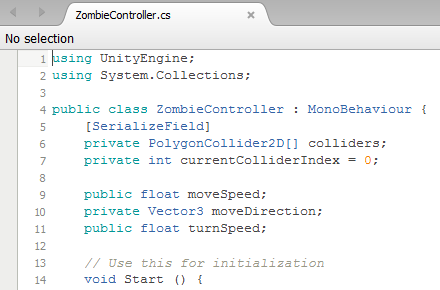 ZombieController.cs
No selection
1 using UnityEngine;
2 using System.Collections;
3
4 public class ZombieController : MonoBehaviour {
5 [SerializeField]
6 private PolygonCollider2D[] colliders;
7 private int currentColliderIndex = 0;
8
9 public float moveSpeed;
10 private Vector3 moveDirection;
11 public float turnSpeed;
12
13 // Use this for initialization
14 void Start () {